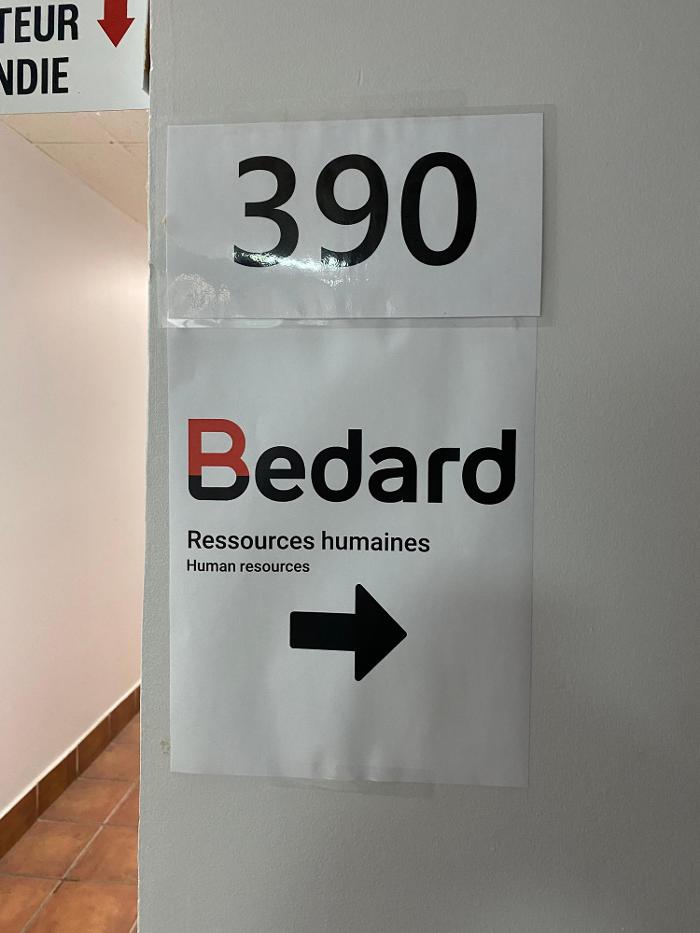 TEUR
NDIE
390
Bedard
Ressources humaines
Human resources